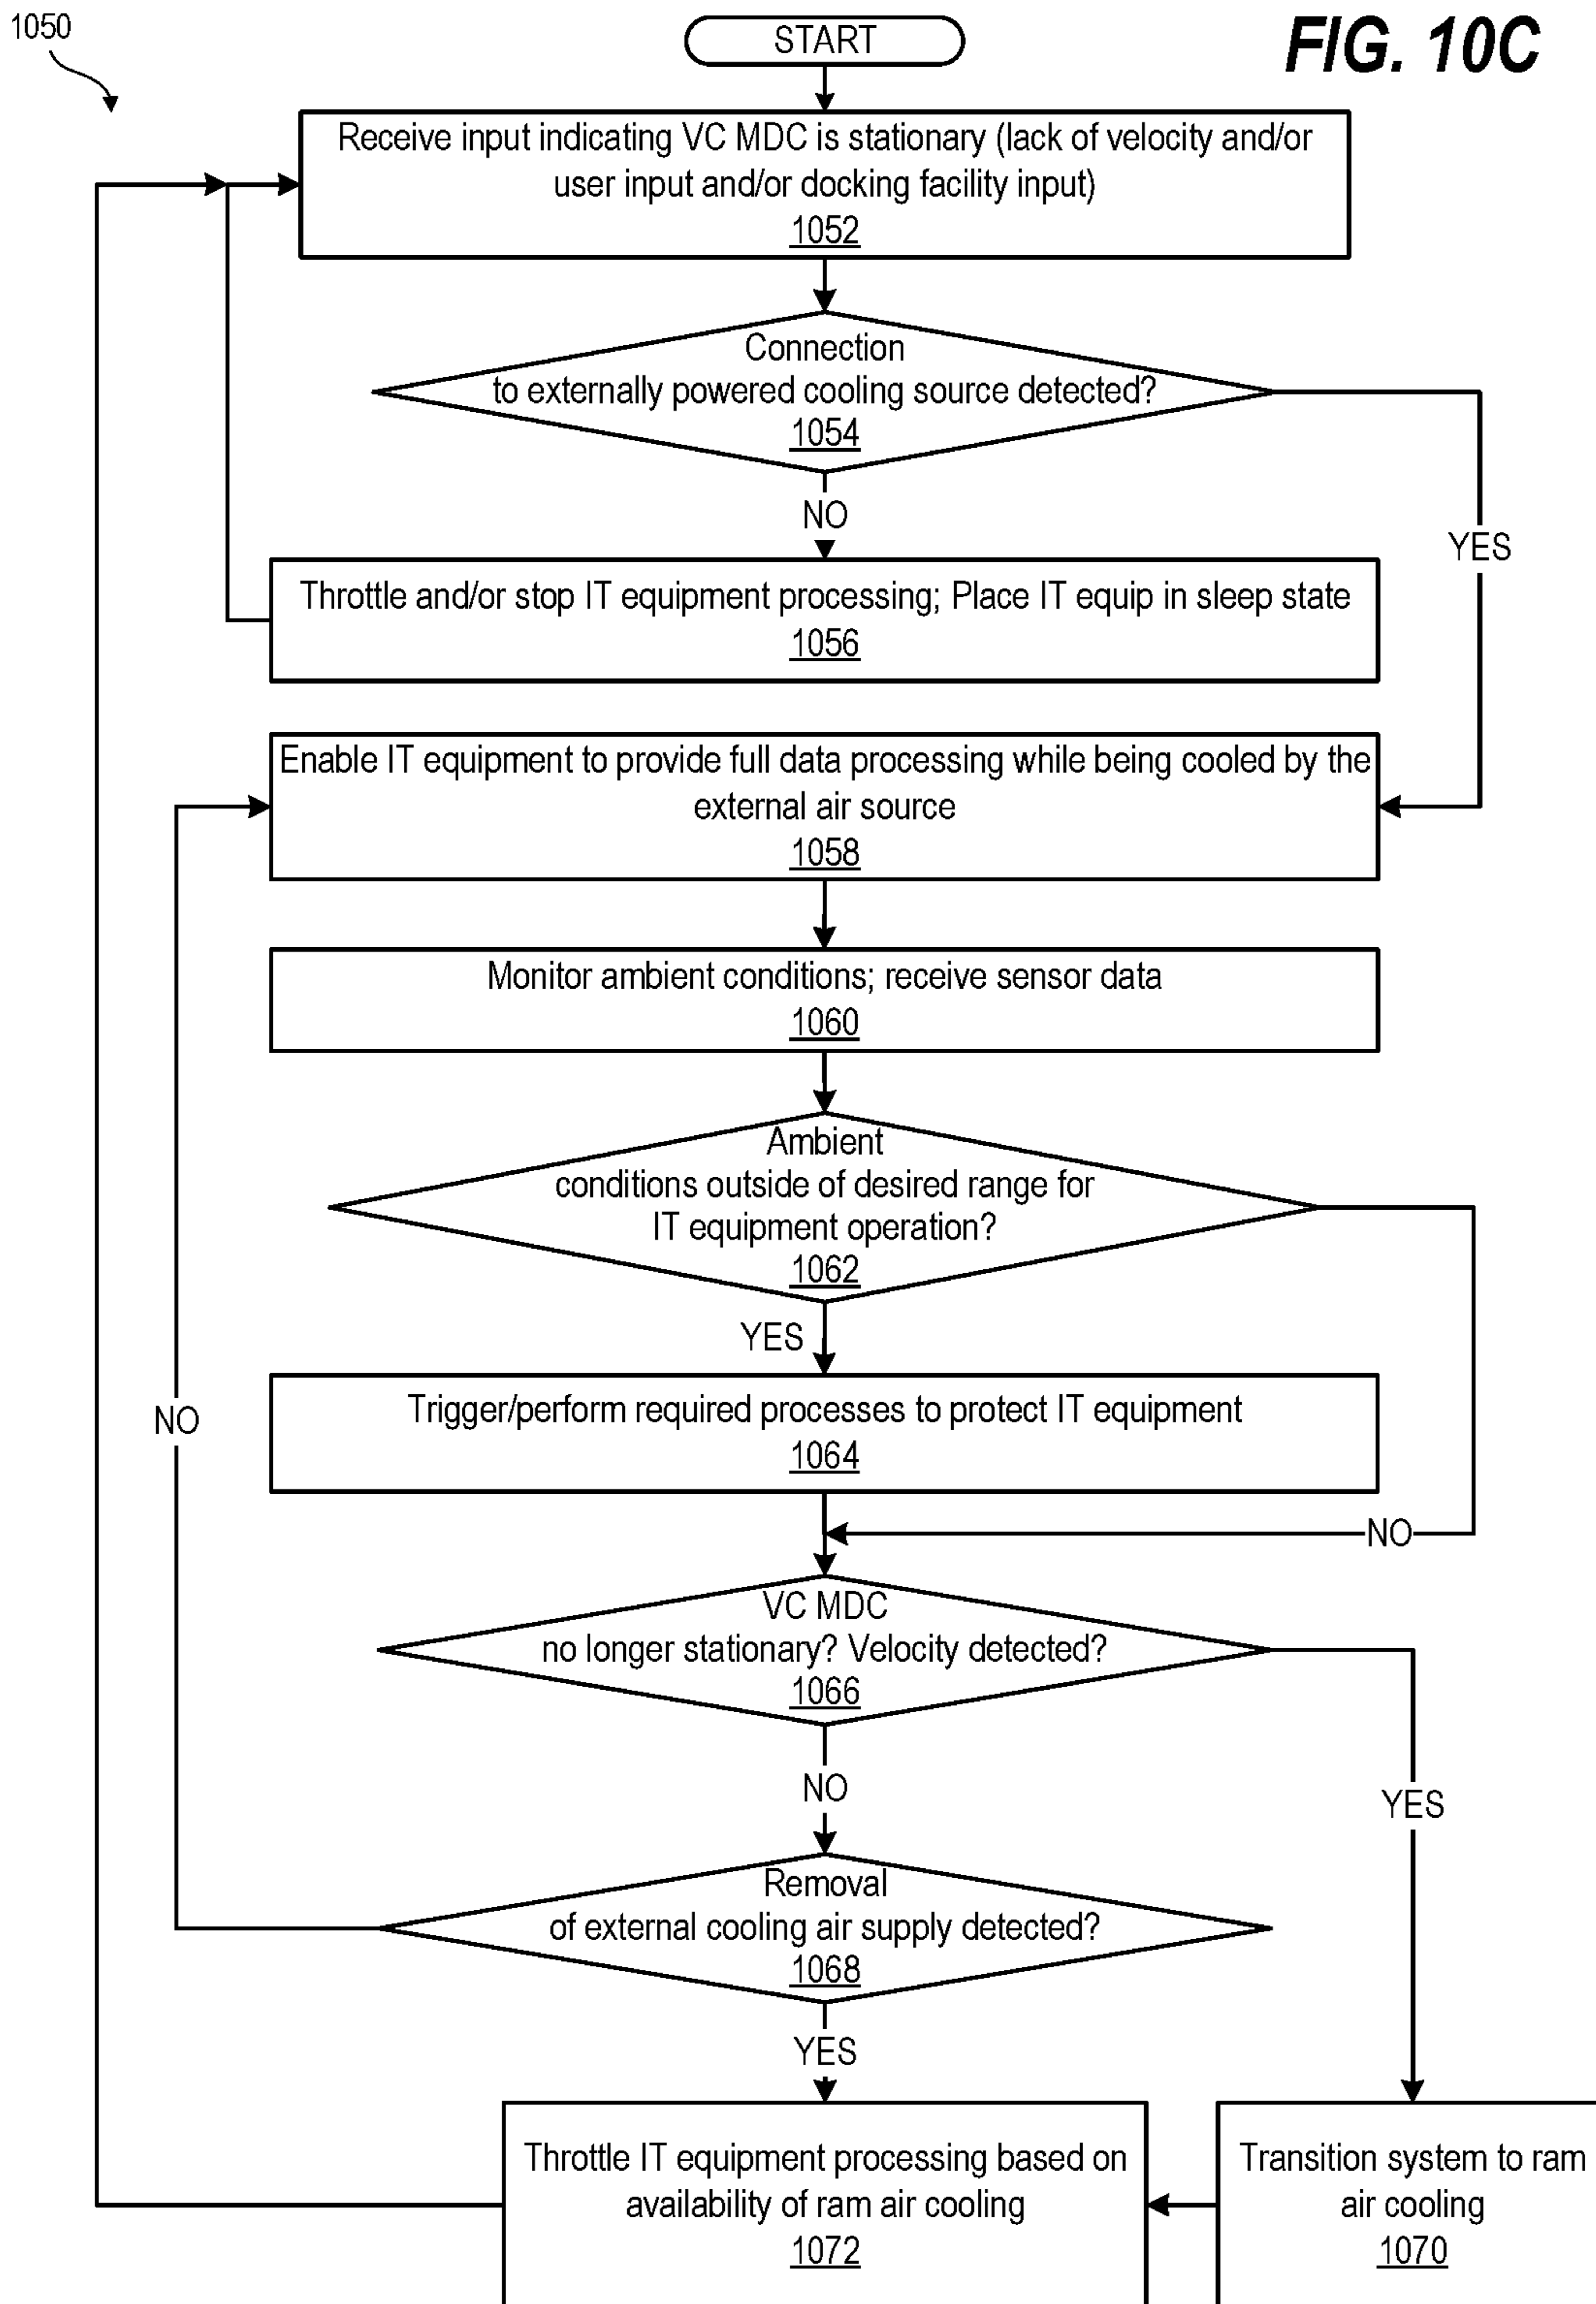 1050
START
FIG. 10C
Receive input indicating VC MDC is stationary (lack of velocity and/or
user input and/or docking facility input)
1052
Connection
to externally powered cooling source detected?
1054
NO
YES
Throttle and/or stop IT equipment processing; Place IT equip in sleep state
1056
Enable IT equipment to provide full data processing while being cooled by the
external air source
1058
Monitor ambient conditions; receive sensor data
1060
Ambient
conditions outside of desired range for
IT equipment operation?
1062
YES
Trigger/perform required processes to protect IT equipment
1064
NO
NO
VC MDC
no longer stationary? Velocity detected?
1066
NO
YES
Removal
of external cooling air supply detected?
1068
YES
Throttle IT equipment processing based on
availability of ram air cooling
1072
Transition system to ram
air cooling
1070